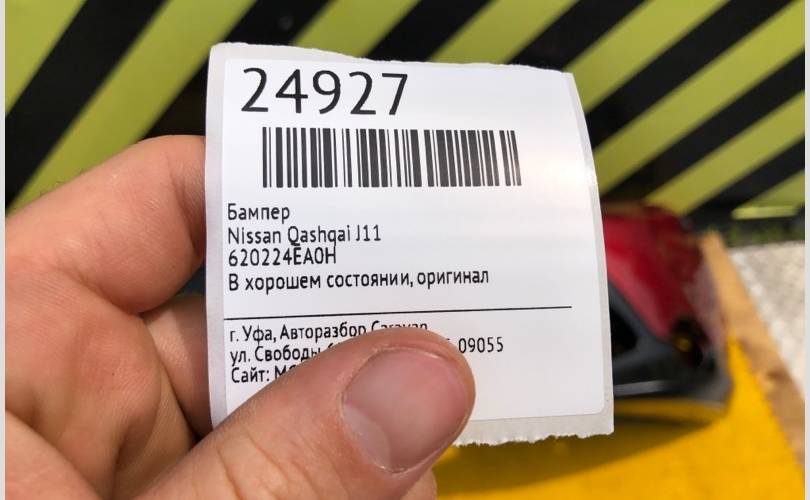 24927
Бампер
Nissan Qashqai J11
620224EA0H
В хорошем состоянии, оригинал
г. Уфа, Авторазбор
ул. Свободы 09055
Сайт: